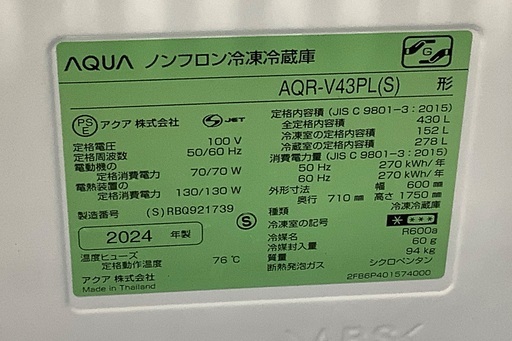 AQUA ノンフロン冷凍冷蔵庫
G
AQR-V43PL(S) 形
PS E アクア 株式会社 JET
定格電圧 100 V
定格周波数 50/60 Hz
電動機の
定格消費電力 70/70 W
電熱装置の
定格消費電力 130/130 W
製造番号 (S) RBQ921739
2024 年製
S
温度ヒューズ
定格動作温度 76℃
アクア 株式会社
Made in Thailand
定格内容積 (JIS C 9801-3 : 2015)
全定格内容積 430 L
冷凍室の定格内容積 152 L
冷蔵室の定格内容積 278 L
消費電力量 (JIS C 9801-3 : 2015)
50 Hz 270 kWh/年
60 Hz 270 kWh/年
外形寸法 幅 600 mm
奥行 710 mm 高さ 1750 mm
種類 冷凍冷蔵庫
冷凍室の記号 * ***
冷媒名 R600a
冷媒封入量 60 g
質量 94 kg
断熱発泡ガス シクロペンタン
2FB6P401574000
>ABS<